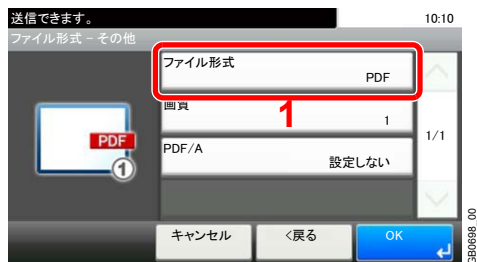 送信できます。
10:10
ファイル形式 - その他
ファイル形式
PDF
画質
1
1
1/1
PDF/A
設定しない
PDF
1
キャンセル
<戻る
OK
GB0698_00